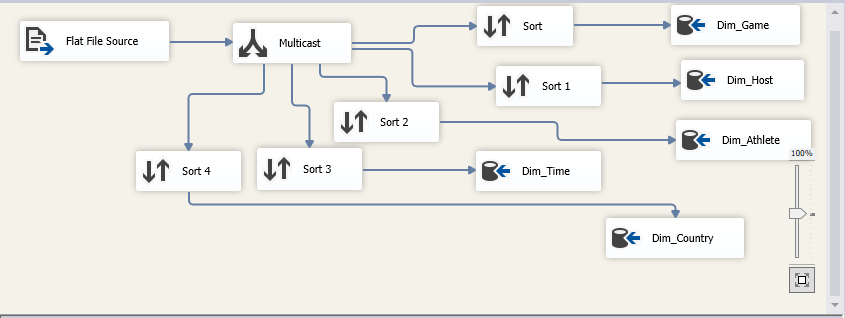 Flat File Source
Multicast
Sort
Dim_Game
Sort 1
Dim_Host
Sort 2
Dim_Athlete
100%
Sort 4
Sort 3
Dim_Time
Dim_Country